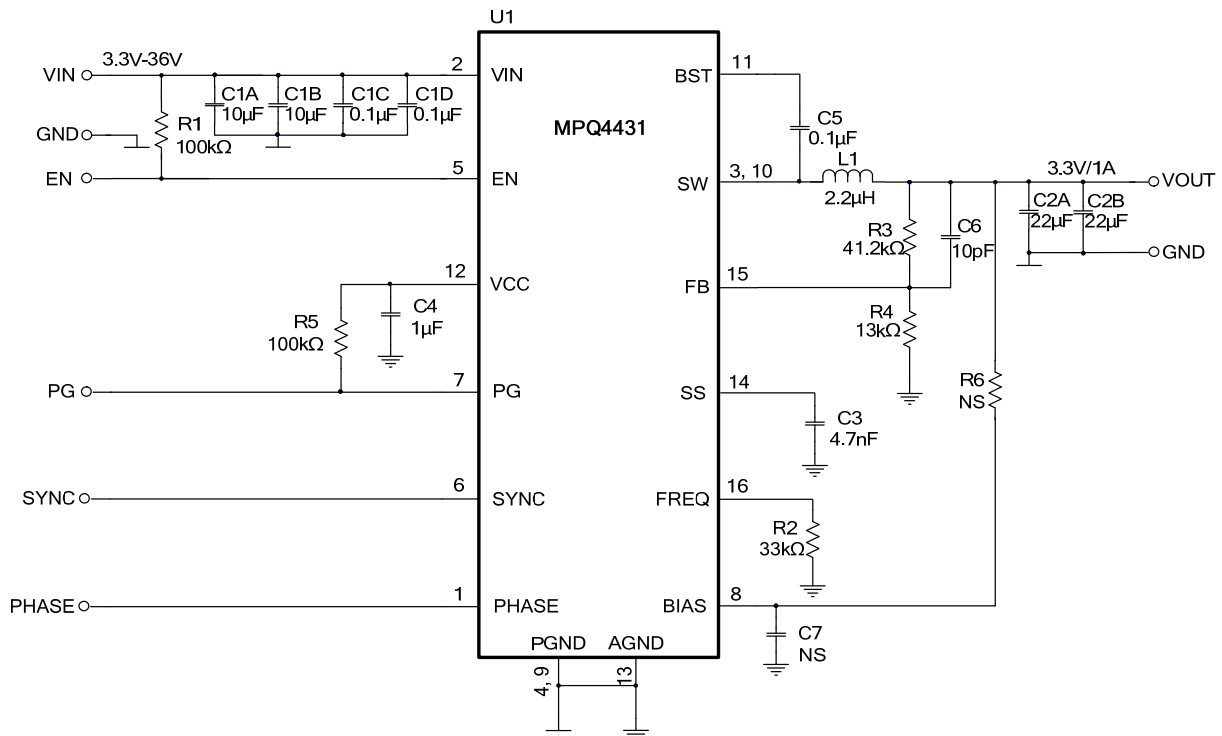 U1
3.3V-36V
VIN
2
VIN
BST
11
C1A
10µF
C1B
10µF
C1C
0.1µF
C1D
0.1µF
R1
100kΩ
GND
MPQ4431
C5
0.1µF
EN
5
EN
SW
3, 10
L1
2.2µH
3.3V/1A
VOUT
C2A
22µF
C2B
22µF
R3
41.2kΩ
C6
10pF
GND
12
VCC
FB
15
C4
1µF
R5
100kΩ
R4
13kΩ
PG
7
PG
SS
14
R6
NS
C3
4.7nF
SYNC
6
SYNC
FREQ
16
R2
33kΩ
PHASE
1
PHASE
BIAS
8
C7
NS
PGND
AGND
4, 9
13